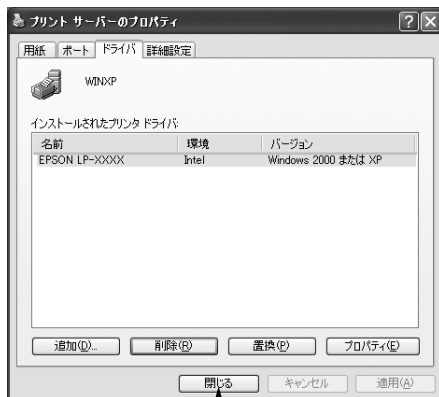 プリント サーバーのプロパティ
用紙 ポート ドライバ 詳細設定
WINXP
インストールされたプリンタ ドライバ:
名前 環境 バージョン
EPSON LP-XXXX Intel Windows 2000 または XP
追加(D)... 削除(R) 置換(P) プロパティ(E)
閉じる キャンセル 適用(A)